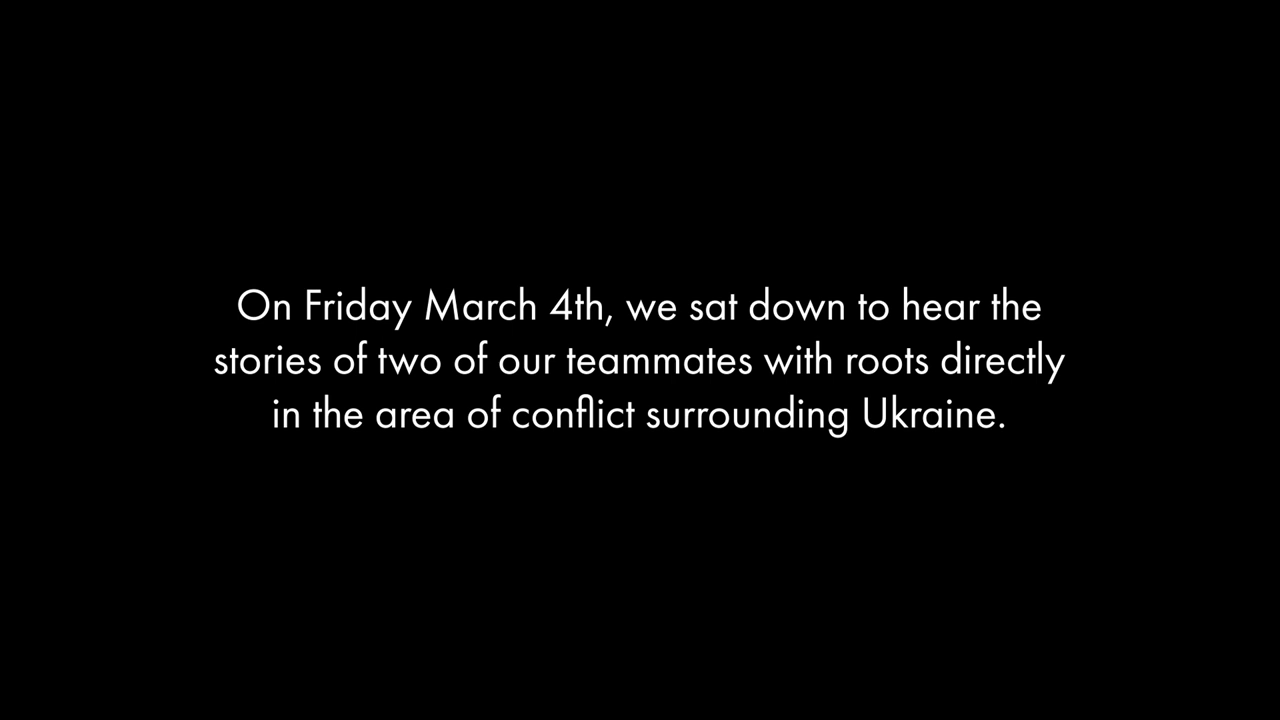 On Friday March 4th, we sat down to hear the
stories of two of our teammates with roots directly
in the area of conflict surrounding Ukraine.